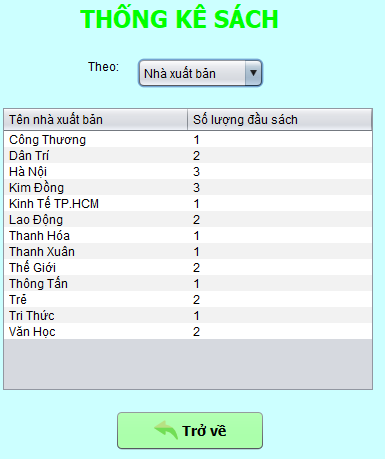 THỐNG KÊ SÁCH
Theo: Nhà xuất bản
Tên nhà xuất bản Số lượng đầu sách
Công Thương 1
Dân Trí 2
Hà Nội 3
Kim Đồng 3
Kinh Tế TP.HCM 1
Lao Động 2
Thanh Hóa 1
Thanh Xuân 1
Thế Giới 2
Thông Tấn 1
Trẻ 2
Tri Thức 1
Văn Học 2
Trở về